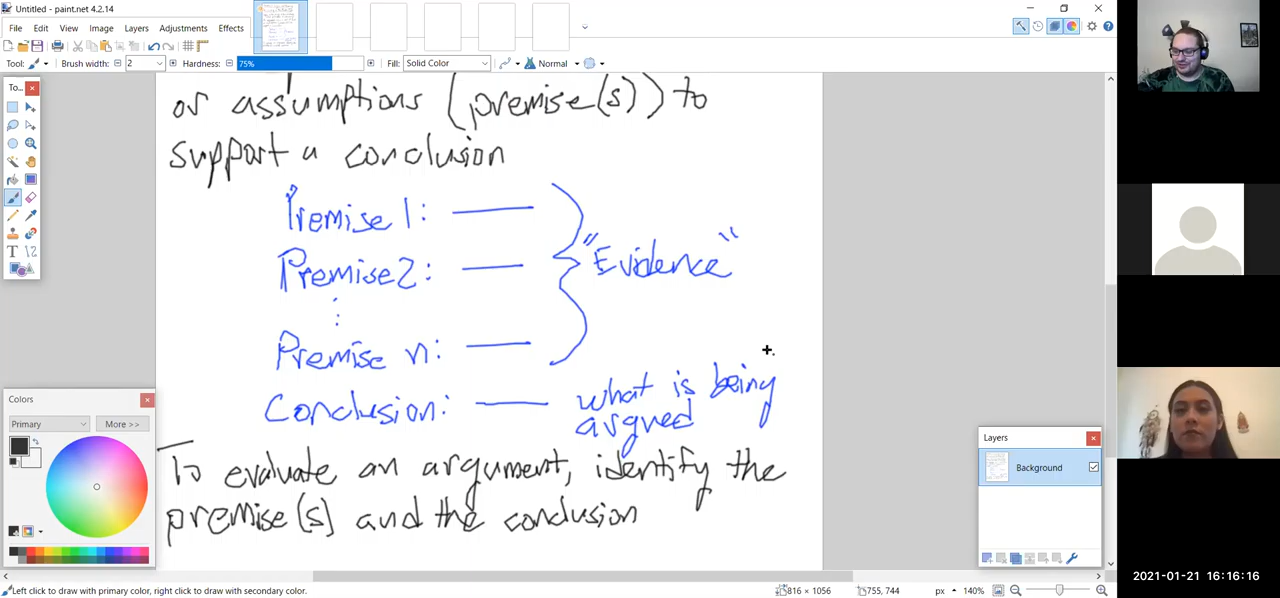 Untitled - paint.net 4.2.14
File Edit View Image Layers Adjustments Effects
Tool: Brush width: 2 Hardness: 75% Fill: Solid Color Normal
To...
or assumptions (premise(s)) to
support a conclusion
Premise 1:
Premise 2:
"Evidence"
Premise n:
Conclusion: what is being
argued
To evaluate an argument, identify the
premise(s) and the conclusion
Colors
Primary More >>
Layers
Background
Left click to draw with primary color, right click to draw with secondary color.
816 × 1056
755, 744
px
140%
2021-01-21 16:16:16